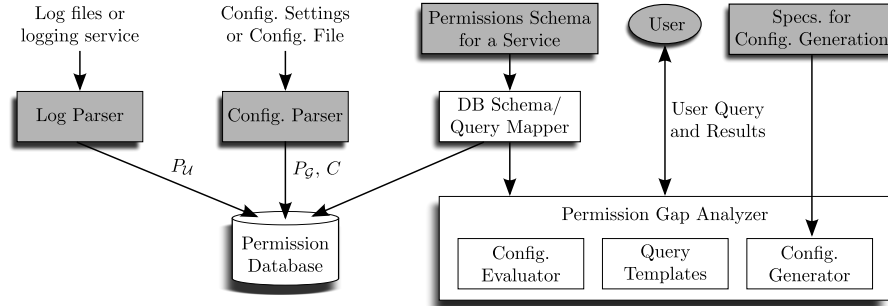 Log files or
logging service
Config. Settings
or Config. File
Permissions Schema
for a Service
User
Specs. for
Config. Generation
Log Parser
Config. Parser
DB Schema/
Query Mapper
User Query
and Results
P_𝒰
P_𝒢, C
Permission
Database
Permission Gap Analyzer
Config.
Evaluator
Query
Templates
Config.
Generator